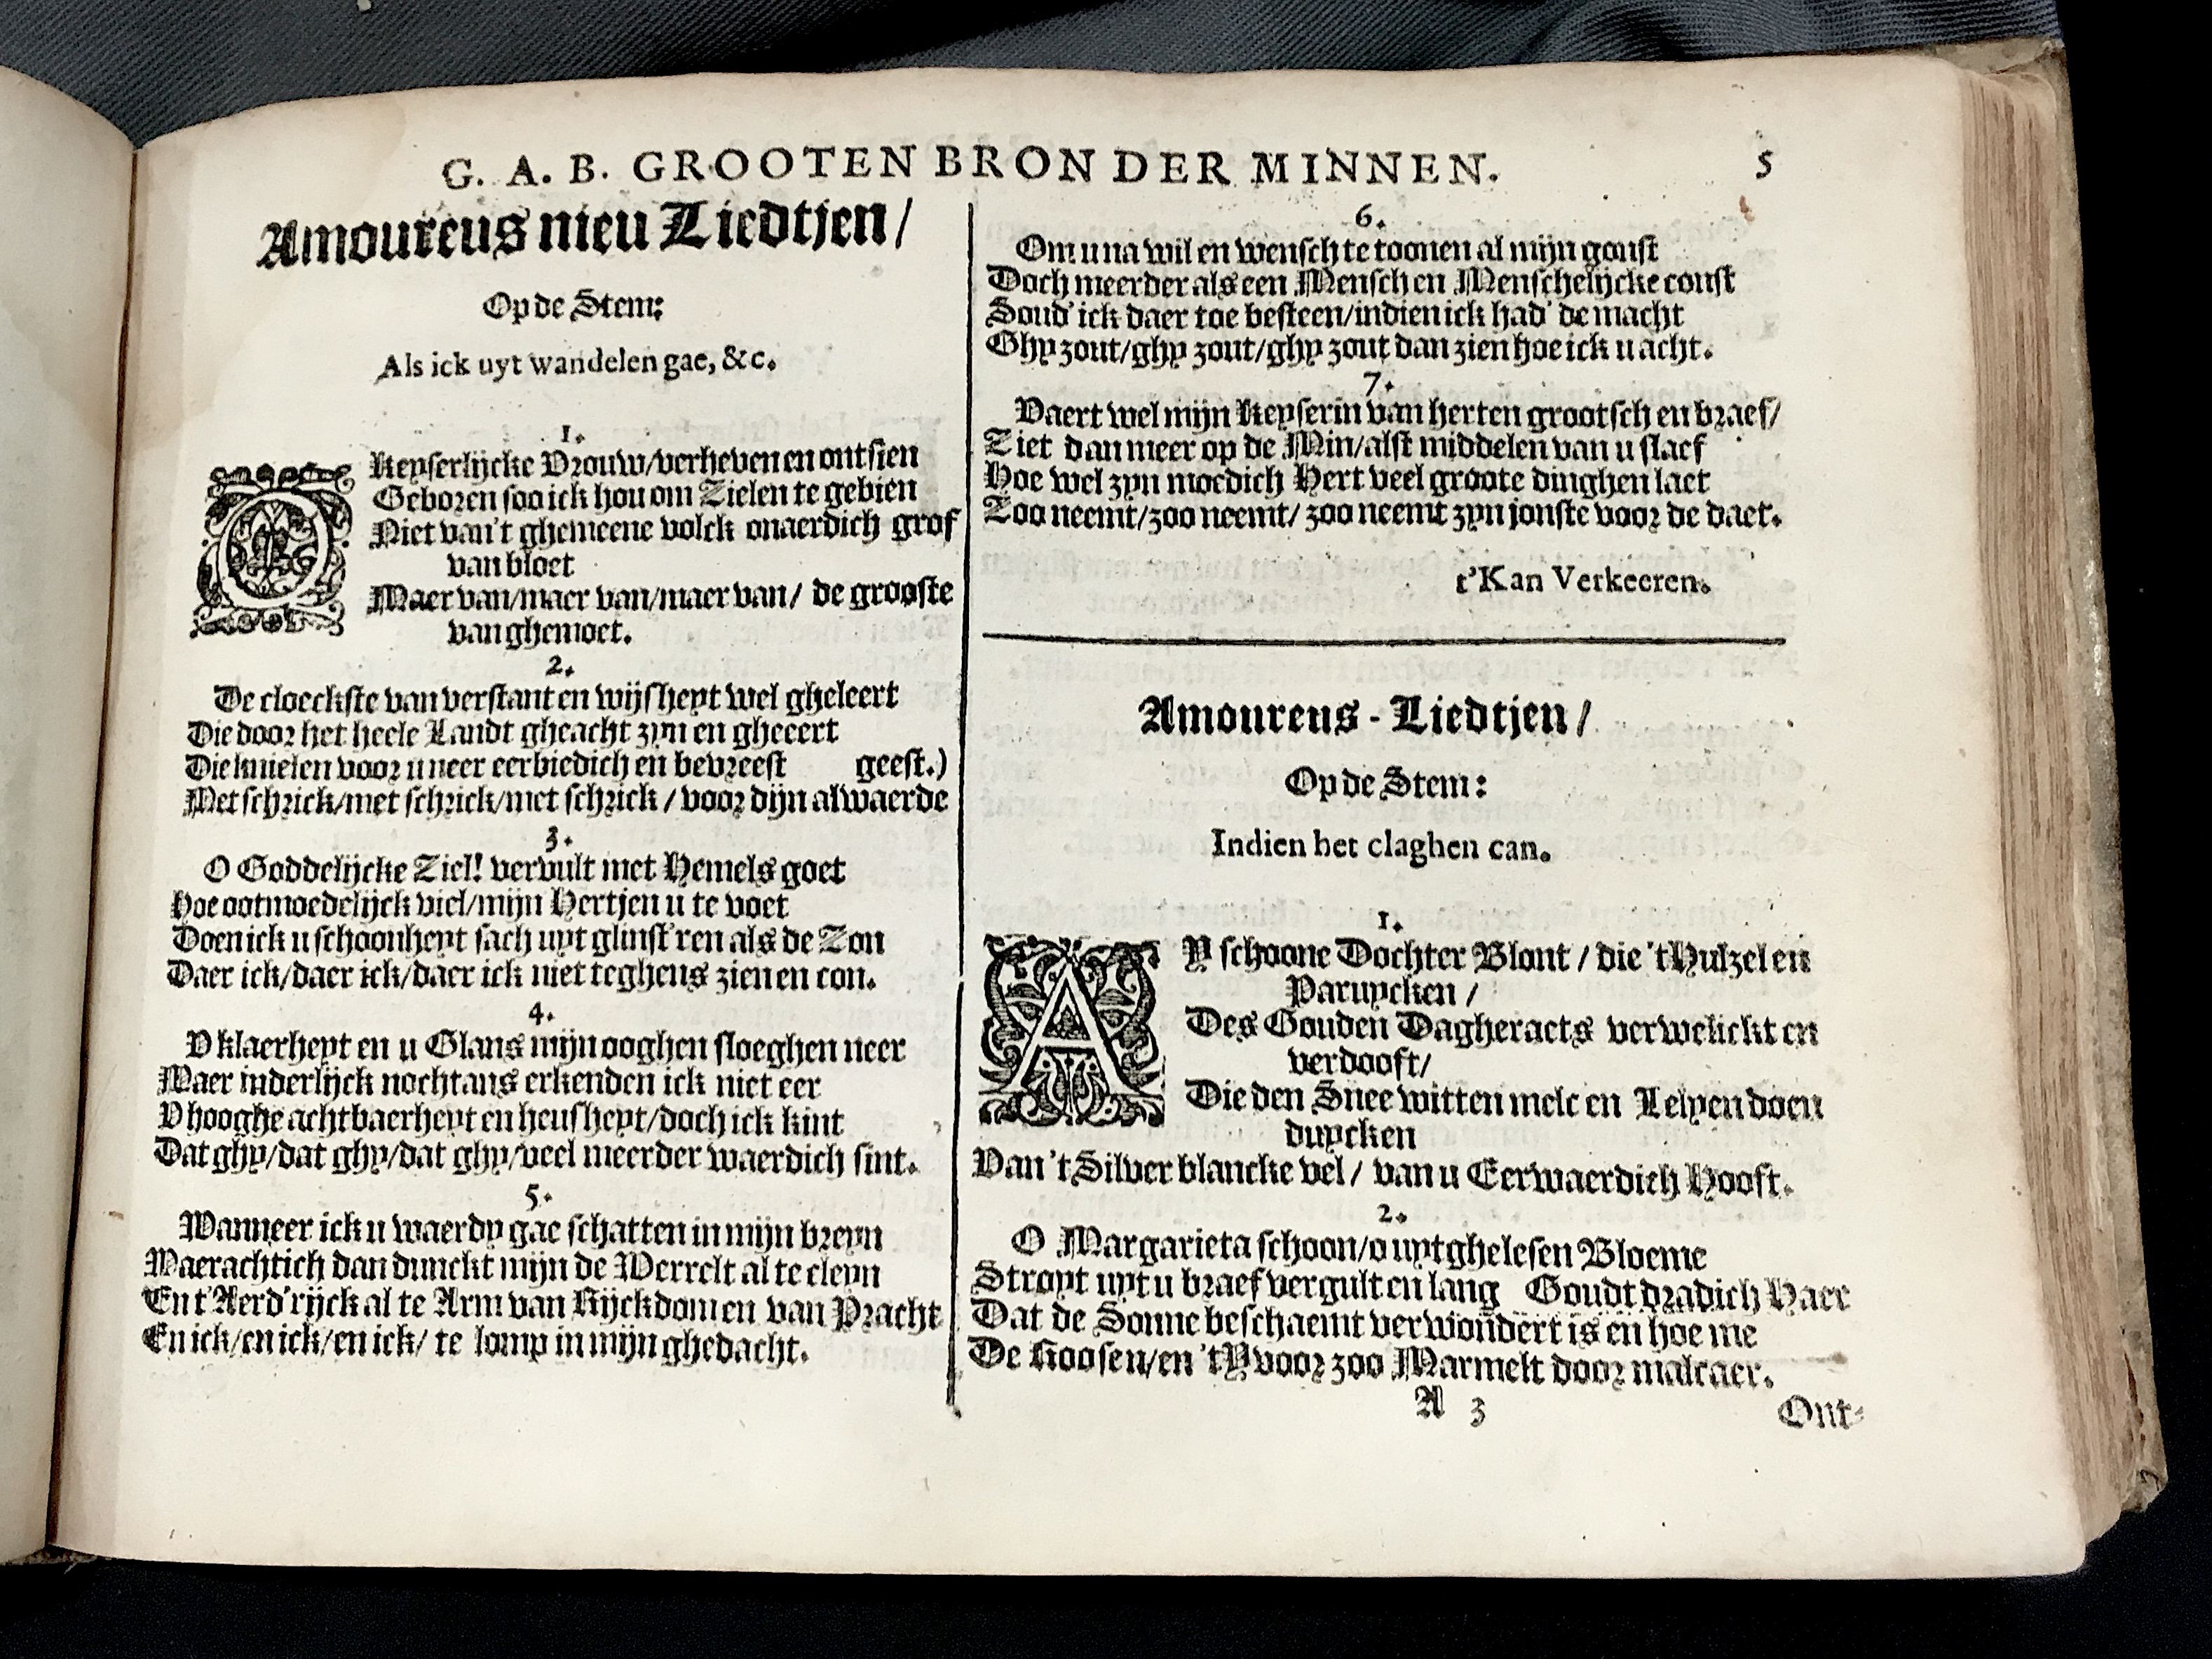 G. A. B. GROOTEN BRON DER MINNEN. 5
Amoureus nieu Liedtjen/
Op de Stem:
Als ick uyt wandelen gae, &c.
1.
O Keyserlijcke Vrouw/verheven en ontsien
Geboren soo ick hou om Zielen te gebien
Niet van't ghemeene volck onaerdich grof
van bloet
Maer van/maer van/maer van/ de grooste
van ghemoet.
2.
De cloeckste van verstant en wijsheyt wel gheleert
Die door het heele Landt gheacht zyn en gheeert
Die knielen voor u neer eerbiedich en bevreest geest.)
Met schrick/met schrick/met schrick / voor dijn alwaerde
3.
O Goddelijcke Ziel! vervult met Hemels goet
Hoe ootmoedelijck viel/mijn Hertjen u te voet
Doen ick u schoonheyt sach uyt glinst'ren als de Zon
Daer ick/daer ick/daer ick niet teghens zien en con.
4.
V klaerheyt en u Glans mijn ooghen sloeghen neer
Maer inderlijck nochtans erkenden ick niet eer
V hooghe achtbaerheyt en heusheyt/doch ick kint
Dat ghy/dat ghy/dat ghy/veel meerder waerdich sint.
5.
Wanneer ick u waerdy gae schatten in mijn breyn
Waerachtich dan dunckt mijn de Werrelt al te cleyn
En t'Aerd'rijck al te Arm van Rijckdom en van Pracht
En ick/en ick/en ick/ te lomp in mijn ghedacht.
6.
Om u na wil en wensch te toonen al mijn gonst
Doch meerder als een Mensch en Menschelijcke const
Soud' ick daer toe besteen/indien ick had' de macht
Ghy zout/ghy zout/ghy zout dan zien hoe ick u acht.
7.
Vaert wel mijn Keyserin van herten grootsch en braef/
Ziet dan meer op de Min/alst middelen van u slaef
Hoe wel zyn moedich Hert veel groote dinghen laet
Zoo neemt/zoo neemt/ zoo neemt zyn jonste voor de daet.
t'Kan Verkeeren.
Amoureus-Liedtjen/
Op de Stem:
Indien het claghen can.
1.
AY schoone Dochter Blont / die 't Hulzel en
Paruycken /
Des Gouden Dagheraets verwelickt en
verdooft/
Die den Snee witten melc en Lelyen doen
duycken
Van 't Silver blancke vel/ van u Eerwaerdich Hooft.
2.
O Margarieta schoon/o uytghelesen Bloeme
Stroyt uyt u braef vergult en lang Goudt dradich Haer
Dat de Sonne beschaemt verwondert is en hoe me
De Roosen/en 't Yvoor zoo Marmelt door malcaer.
A 3 Ont-